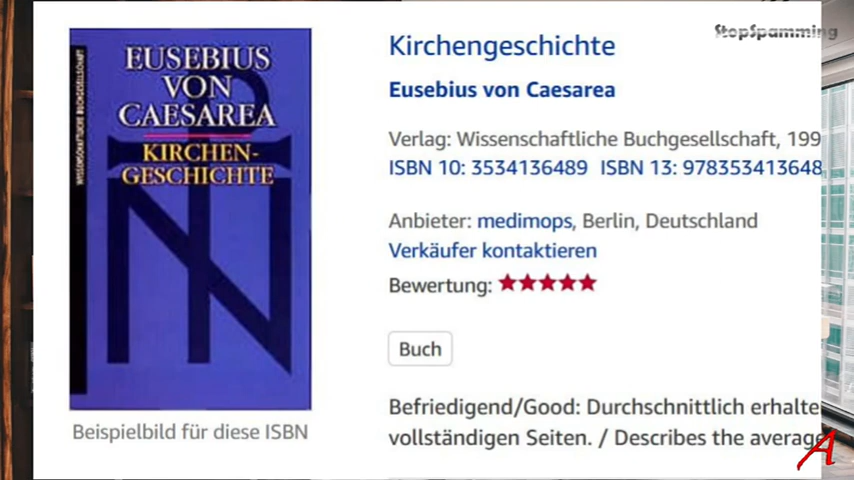 StopSpamming
EUSEBIUS
VON
CAESAREA
KIRCHEN-
GESCHICHTE
WISSENSCHAFTLICHE BUCHGESELLSCHAFT
Beispielbild für diese ISBN
Kirchengeschichte
Eusebius von Caesarea
Verlag: Wissenschaftliche Buchgesellschaft, 199
ISBN 10: 3534136489 ISBN 13: 978353413648
Anbieter: medimops, Berlin, Deutschland
Verkäufer kontaktieren
Bewertung:
Buch
Befriedigend/Good: Durchschnittlich erhalte
vollständigen Seiten. / Describes the average
A